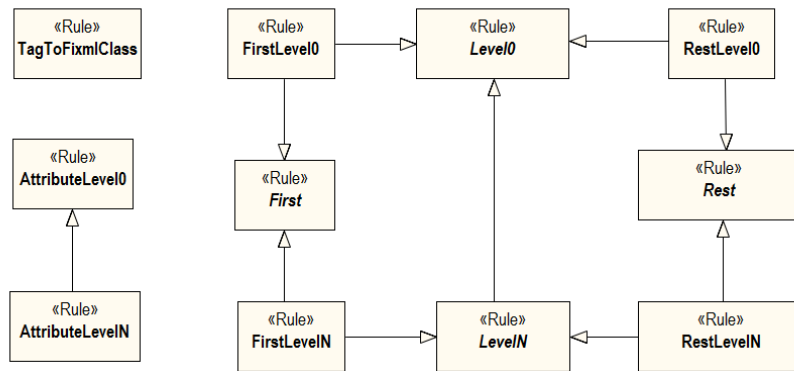 «Rule»
TagToFixmlClass
«Rule»
FirstLevel0
«Rule»
Level0
«Rule»
RestLevel0
«Rule»
AttributeLevel0
«Rule»
First
«Rule»
Rest
«Rule»
AttributeLevelN
«Rule»
FirstLevelN
«Rule»
LevelN
«Rule»
RestLevelN